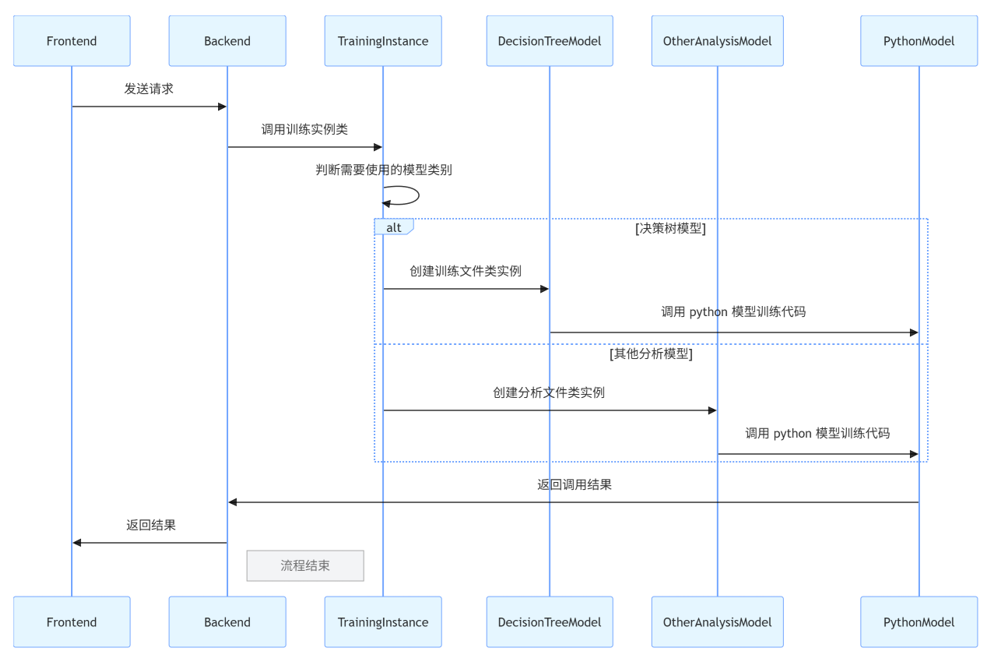 Frontend
Backend
TrainingInstance
DecisionTreeModel
OtherAnalysisModel
PythonModel
发送请求
调用训练实例类
判断需要使用的模型类别
alt
[决策树模型]
创建训练文件类实例
调用 python 模型训练代码
[其他分析模型]
创建分析文件类实例
调用 python 模型训练代码
返回调用结果
返回结果
流程结束
Frontend
Backend
TrainingInstance
DecisionTreeModel
OtherAnalysisModel
PythonModel